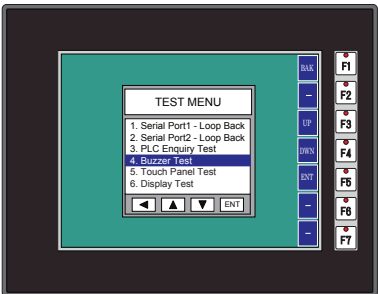 TEST MENU
1. Serial Port1 - Loop Back
2. Serial Port2 - Loop Back
3. PLC Enquiry Test
4. Buzzer Test
5. Touch Panel Test
6. Display Test
ENT
BAK
–
UP
DWN
ENT
–
–
F1
F2
F3
F4
F5
F6
F7